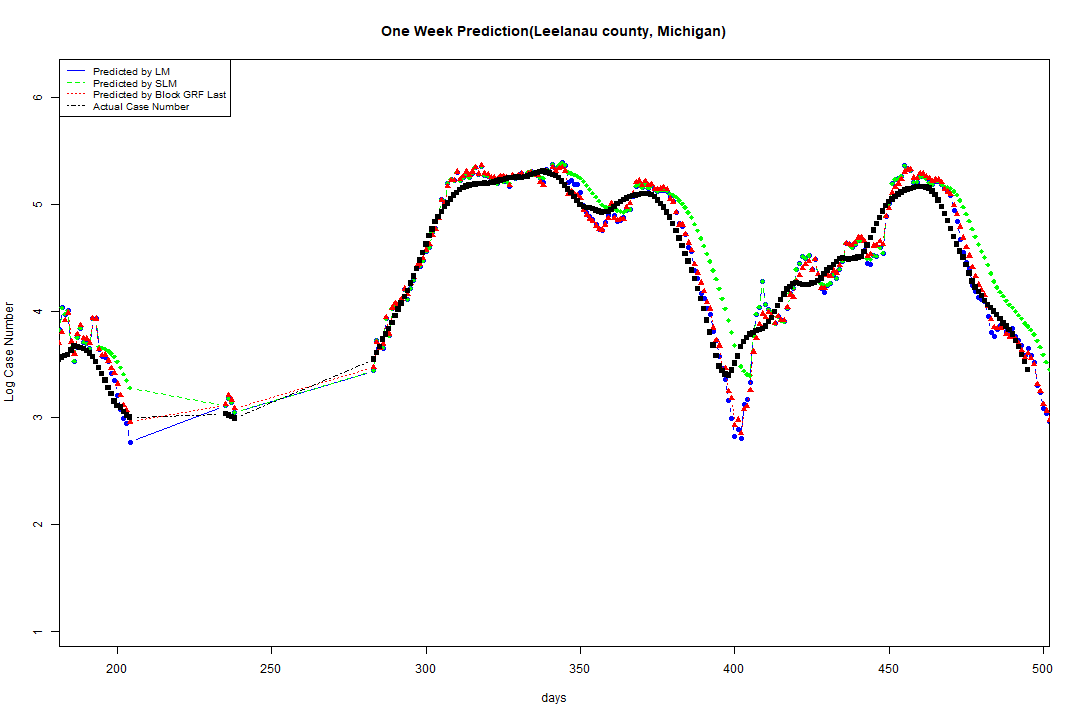 One Week Prediction(Leelanau county, Michigan)
Predicted by LM
Predicted by SLM
Predicted by Block GRF Last
Actual Case Number
Log Case Number
6
5
4
3
2
1
200 250 300 350 400 450 500
days